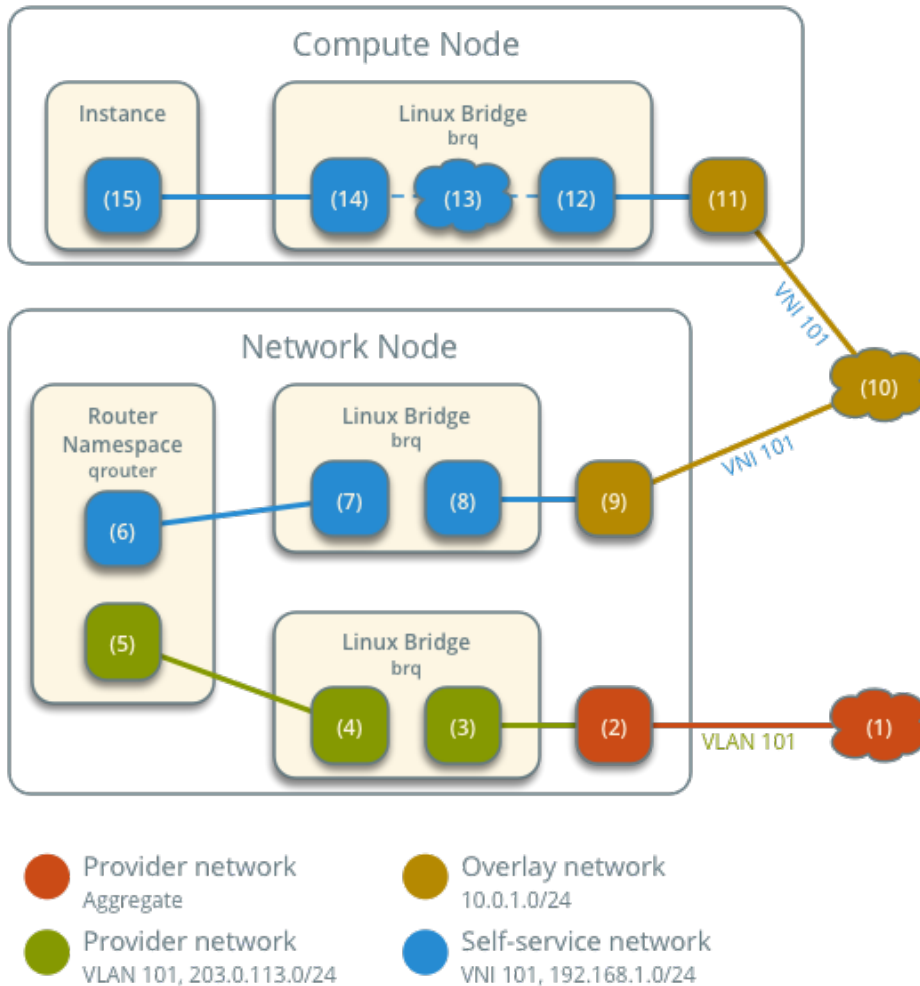 Compute Node
Instance
Linux Bridge
brq
(15)
(14)
(13)
(12)
(11)
VNI 101
Network Node
(10)
Router
Namespace
qrouter
Linux Bridge
brq
VNI 101
(6)
(7)
(8)
(9)
(5)
Linux Bridge
brq
(4)
(3)
(2)
VLAN 101
(1)
Provider network
Aggregate
Overlay network
10.0.1.0/24
Provider network
VLAN 101, 203.0.113.0/24
Self-service network
VNI 101, 192.168.1.0/24